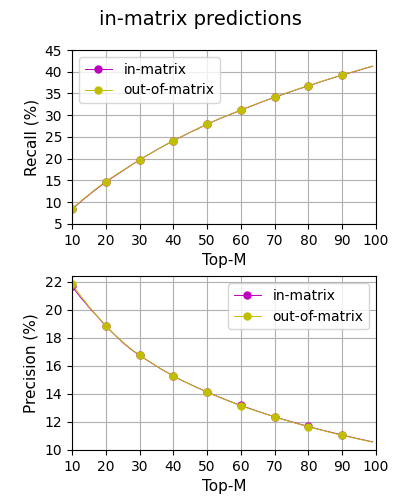 in-matrix predictions
45
40
35
30
25
20
15
10
5
Recall (%)
in-matrix
out-of-matrix
10 20 30 40 50 60 70 80 90 100
Top-M
22
20
18
16
14
12
10
Precision (%)
in-matrix
out-of-matrix
10 20 30 40 50 60 70 80 90 100
Top-M